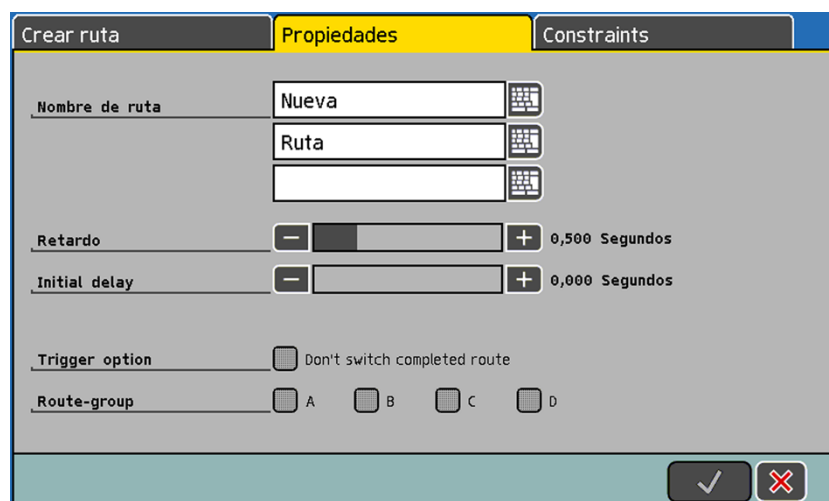 Crear ruta Propiedades Constraints
Nombre de ruta Nueva
Ruta
Retardo 0,500 Segundos
Initial delay 0,000 Segundos
Trigger option Don't switch completed route
Route-group A B C D